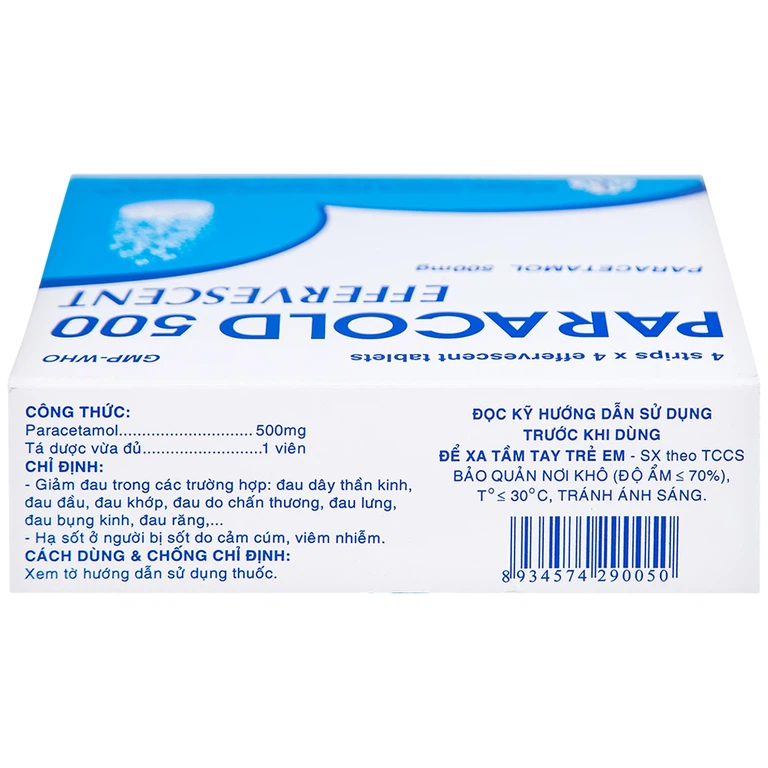 PARACETAMOL 500mg
EFFERVESCENT
PARACOLD 500
4 strips x 4 effervescent tablets
GMP-WHO
CÔNG THỨC:
Paracetamol............................ 500mg
Tá dược vừa đủ.........................1 viên
CHỈ ĐỊNH:
- Giảm đau trong các trường hợp: đau dây thần kinh,
đau đầu, đau khớp, đau do chấn thương, đau lưng,
đau bụng kinh, đau răng,...
- Hạ sốt ở người bị sốt do cảm cúm, viêm nhiễm.
CÁCH DÙNG & CHỐNG CHỈ ĐỊNH:
Xem tờ hướng dẫn sử dụng thuốc.
ĐỌC KỸ HƯỚNG DẪN SỬ DỤNG
TRƯỚC KHI DÙNG
ĐỂ XA TẦM TAY TRẺ EM - SX theo TCCS
BẢO QUẢN NƠI KHÔ (ĐỘ ẨM ≤ 70%),
T° ≤ 30°C, TRÁNH ÁNH SÁNG.
8 934574 290050